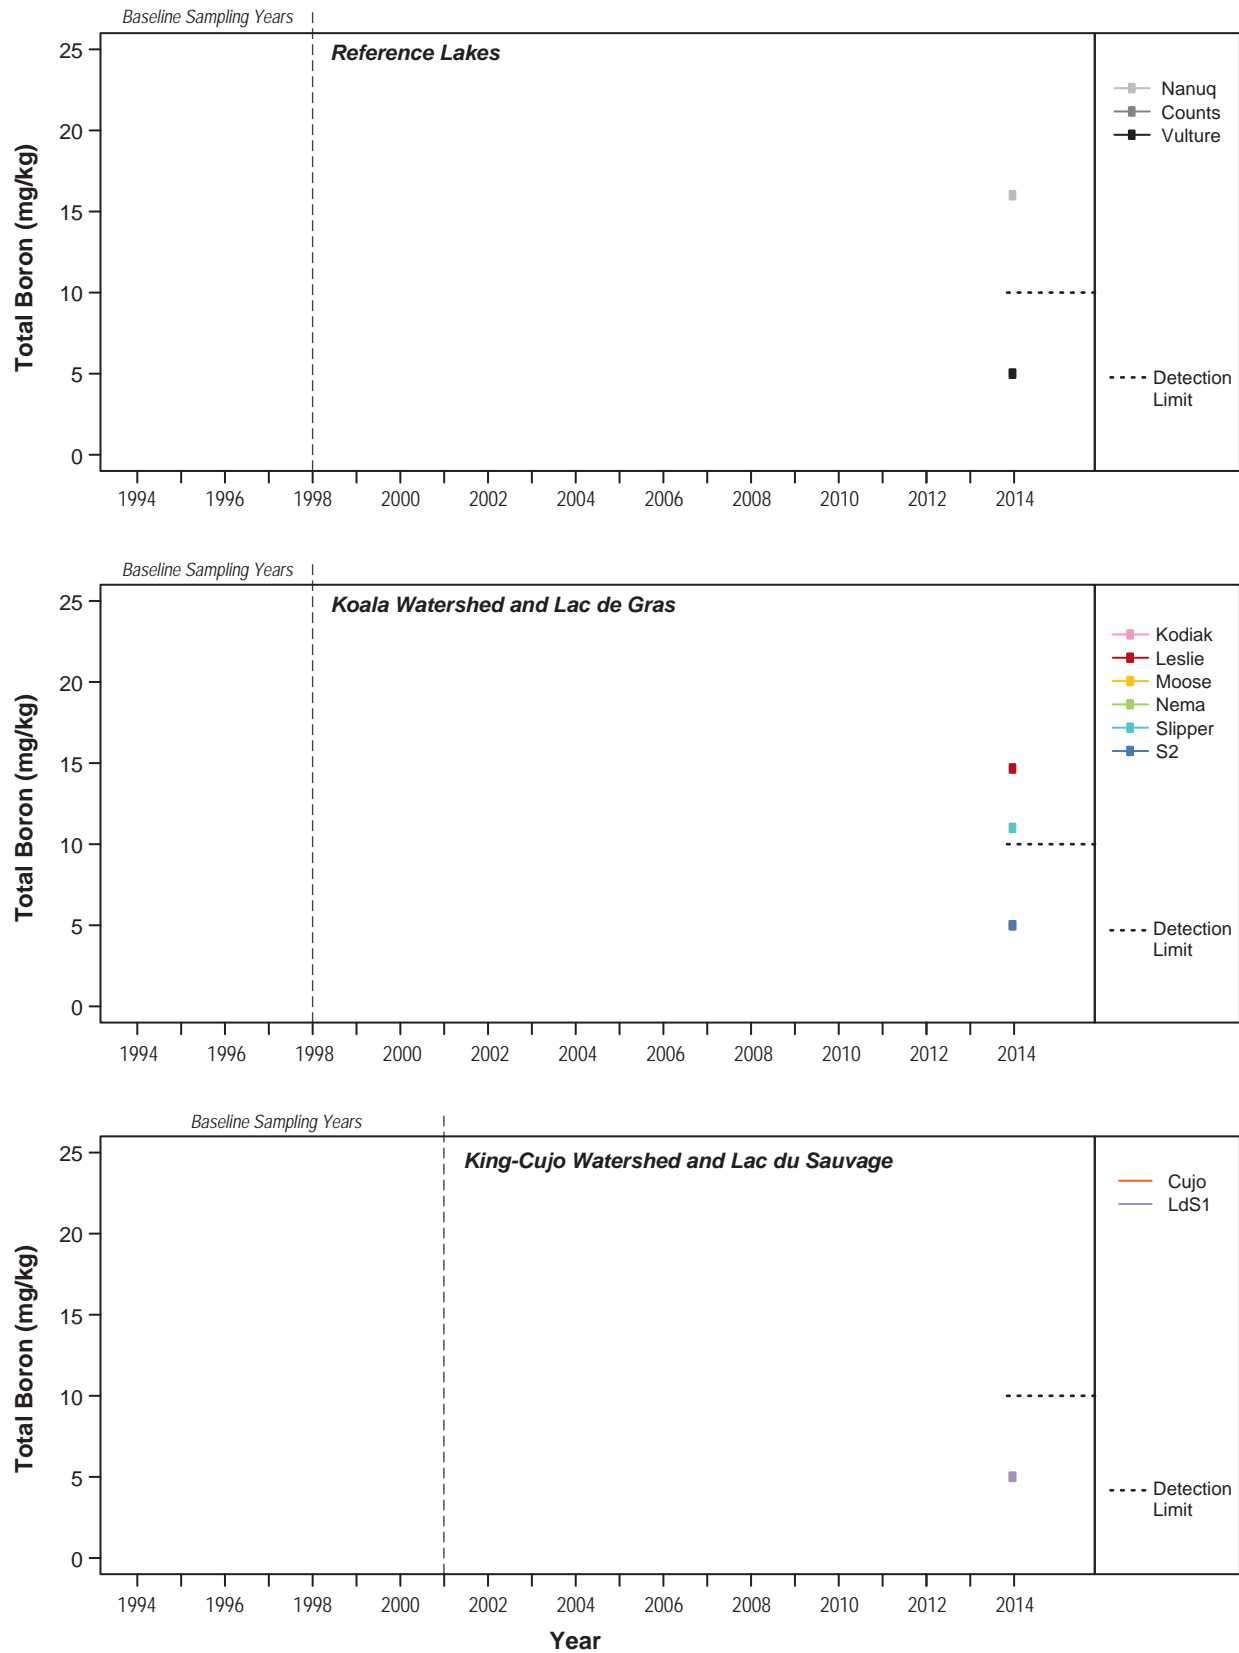 Baseline Sampling Years
Reference Lakes
Total Boron (mg/kg)
25
20
15
10
5
0
Nanuq
Counts
Vulture
Detection
Limit
1994 1996 1998 2000 2002 2004 2006 2008 2010 2012 2014
Baseline Sampling Years
Koala Watershed and Lac de Gras
Total Boron (mg/kg)
25
20
15
10
5
0
Kodiak
Leslie
Moose
Nema
Slipper
S2
Detection
Limit
1994 1996 1998 2000 2002 2004 2006 2008 2010 2012 2014
Baseline Sampling Years
King-Cujo Watershed and Lac du Sauvage
Total Boron (mg/kg)
25
20
15
10
5
0
Cujo
LdS1
Detection
Limit
1994 1996 1998 2000 2002 2004 2006 2008 2010 2012 2014
Year